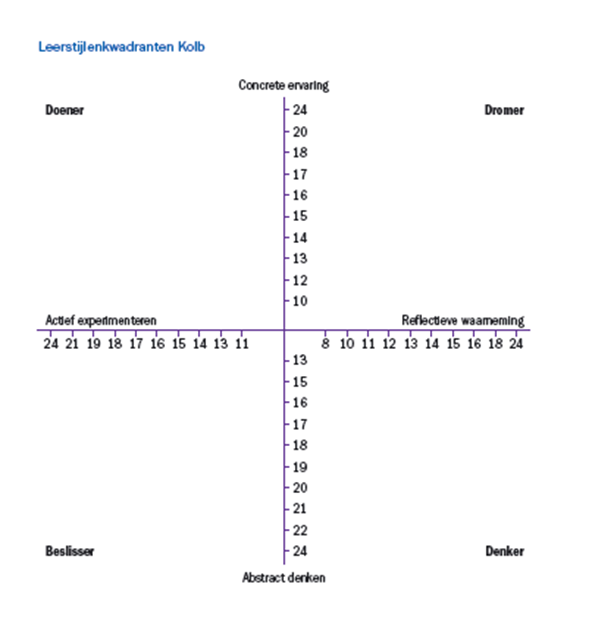 Leerstijlenkwadranten Kolb
Concrete ervaring
Doener
Dromer
24
20
18
17
16
15
14
13
12
10
Actief experimenteren
Reflectieve waarneming
24 21 19 18 17 16 15 14 13 11
8 10 11 12 13 14 15 16 18 24
13
15
16
17
18
19
20
21
22
24
Beslisser
Denker
Abstract denken